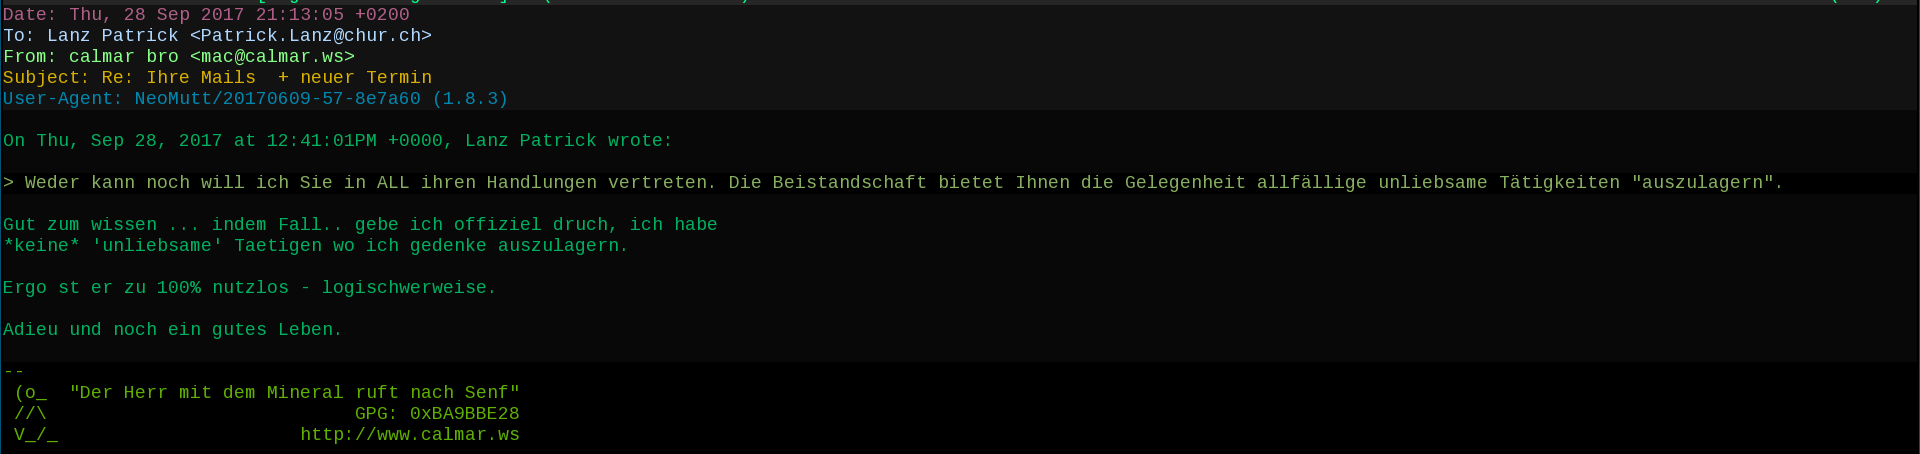 Date: Thu, 28 Sep 2017 21:13:05 +0200
To: Lanz Patrick <Patrick.Lanz@chur.ch>
From: calmar bro <mac@calmar.ws>
Subject: Re: Ihre Mails  + neuer Termin
User-Agent: NeoMutt/20170609-57-8e7a60 (1.8.3)
On Thu, Sep 28, 2017 at 12:41:01PM +0000, Lanz Patrick wrote:
> Weder kann noch will ich Sie in ALL ihren Handlungen vertreten. Die Beistandschaft bietet Ihnen die Gelegenheit allfällige unliebsame Tätigkeiten "auszulagern".
Gut zum wissen ... indem Fall.. gebe ich offiziel druch, ich habe
*keine* 'unliebsame' Taetigen wo ich gedenke auszulagern.
Ergo st er zu 100% nutzlos - logischwerweise.
Adieu und noch ein gutes Leben.
--
(o_  "Der Herr mit dem Mineral ruft nach Senf"
//\                            GPG: 0xBA9BBE28
V_/_                      http://www.calmar.ws